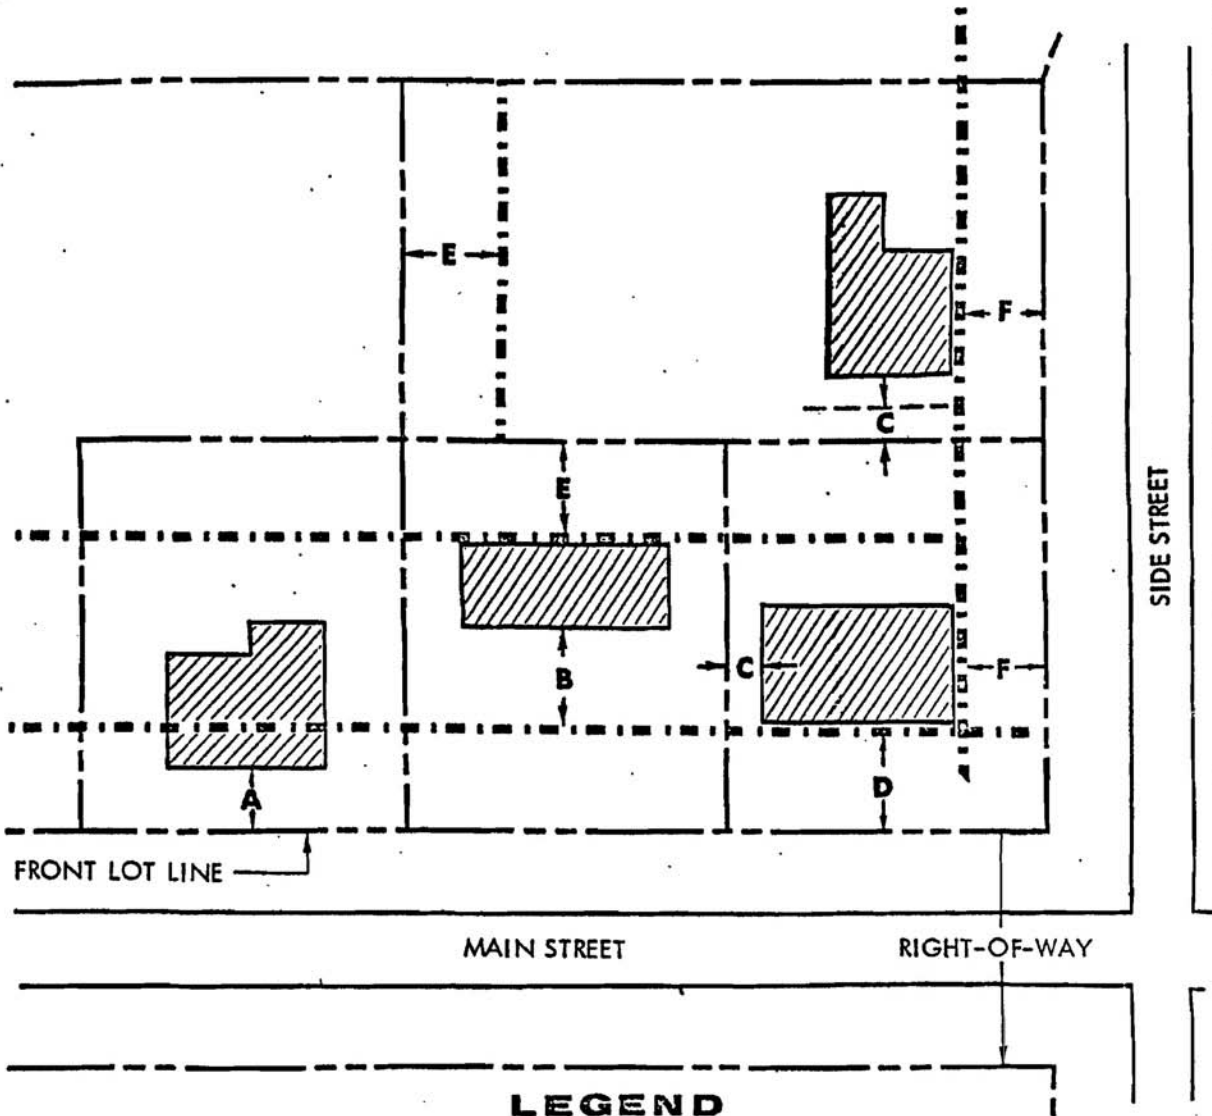 E
F
C
E
SIDE STREET
B
C
F
A
D
FRONT LOT LINE
MAIN STREET
RIGHT-OF-WAY
LEGEND